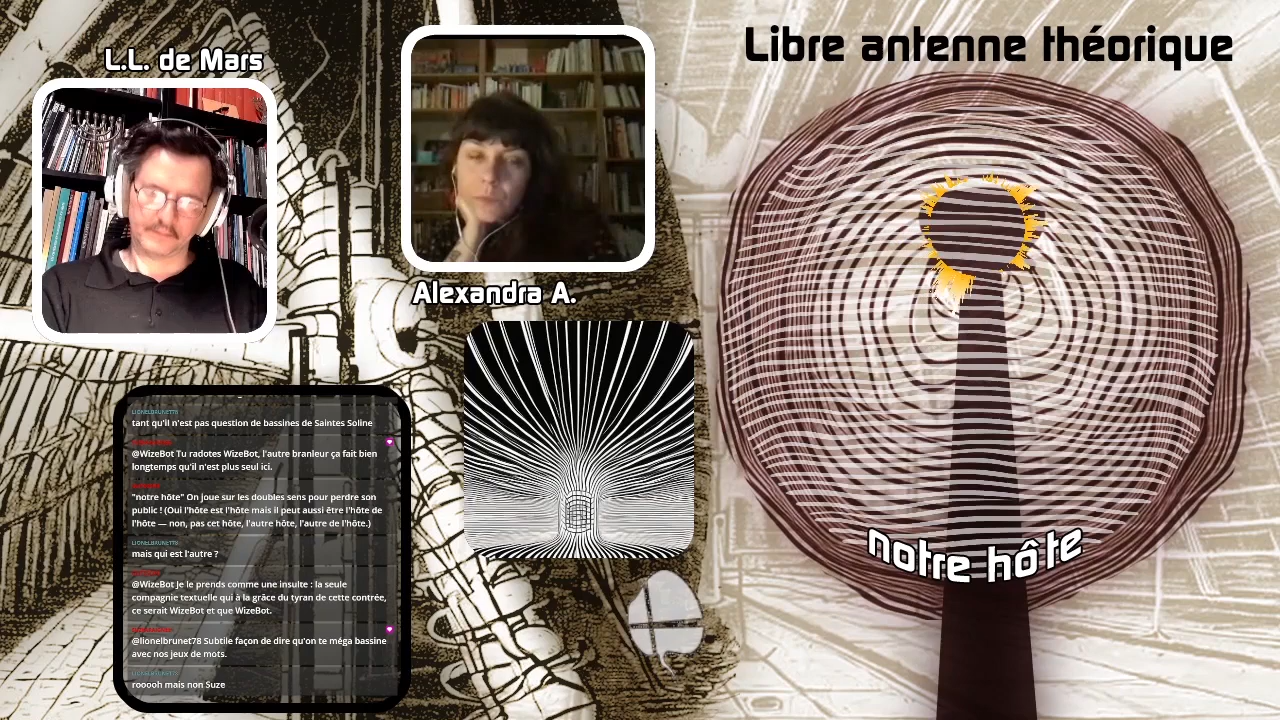 Libre antenne théorique
L.L. de Mars
Alexandra A.
LIONELBRUNET78
tant qu'il n'est pas question de bassines de Saintes Soline
@WizeBot Tu radotes WizeBot, l'autre branleur ça fait bien
longtemps qu'il n'est plus seul ici.
"notre hôte" On joue sur les doubles sens pour perdre son
public ! (Oui l'hôte est l'hôte mais il peut aussi être l'hôte de
l'hôte — non, pas cet hôte, l'autre hôte, l'autre de l'hôte.)
LIONELBRUNET78
mais qui est l'autre ?
@WizeBot Je le prends comme une insulte : la seule
compagnie textuelle qui à la grâce du tyran de cette contrée,
ce serait WizeBot et que WizeBot.
@lionelbrunet78 Subtile façon de dire qu'on te méga bassine
avec nos jeux de mots.
LIONELBRUNET78
rooooh mais non Suze
notre hôte